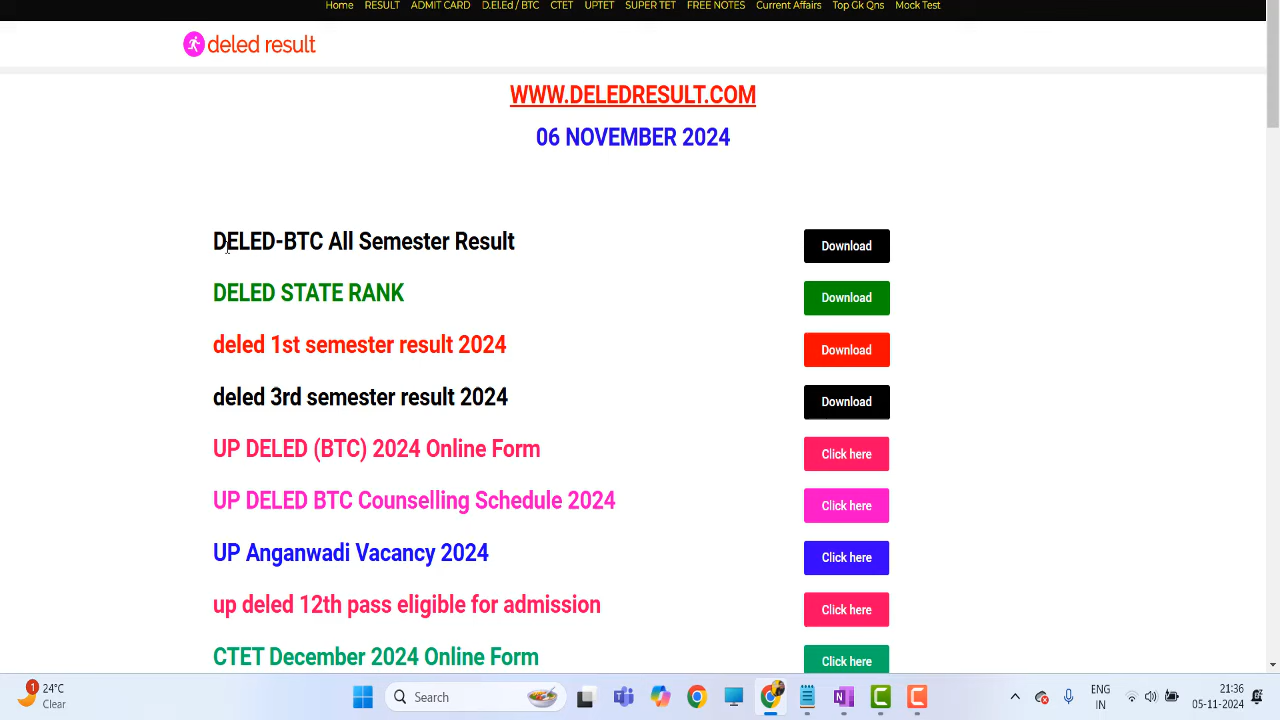 Home RESULT ADMIT CARD D.El.Ed / BTC CTET UPTET SUPER TET FREE NOTES Current Affairs Top Gk Qns Mock Test
deled result
WWW.DELEDRESULT.COM
06 NOVEMBER 2024
DELED-BTC All Semester Result Download
DELED STATE RANK Download
deled 1st semester result 2024 Download
deled 3rd semester result 2024 Download
UP DELED (BTC) 2024 Online Form Click here
UP DELED BTC Counselling Schedule 2024 Click here
UP Anganwadi Vacancy 2024 Click here
up deled 12th pass eligible for admission Click here
CTET December 2024 Online Form Click here
1 24°C Search ENG 21:36
Clear IN 05-11-2024